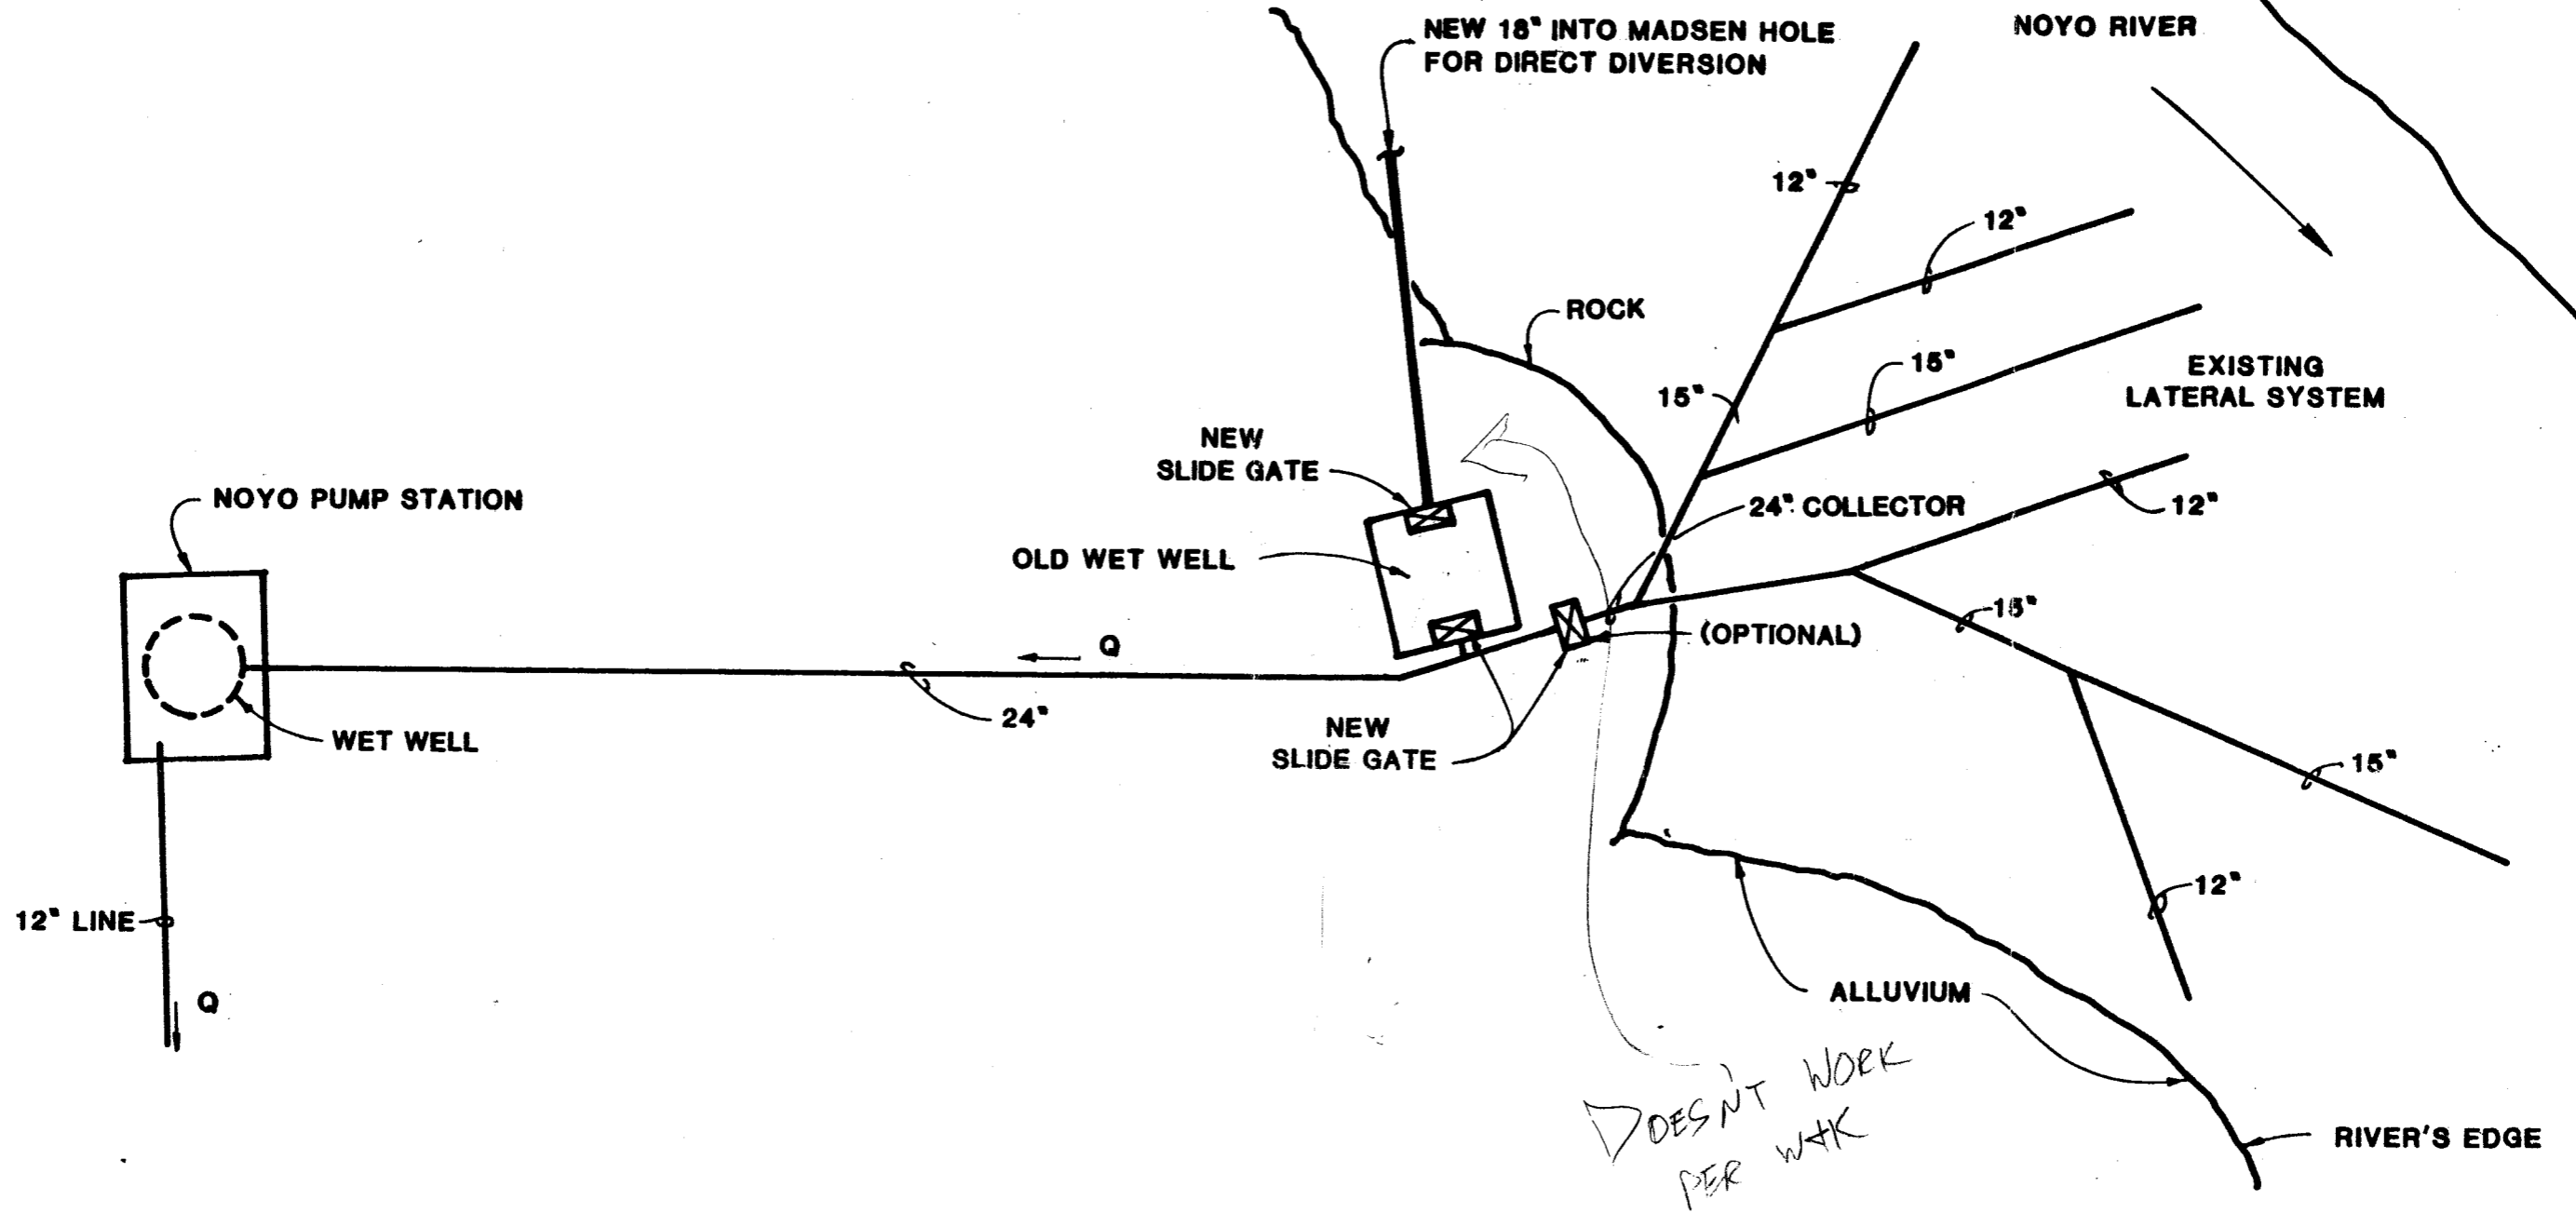 NEW 18" INTO MADSEN HOLE
FOR DIRECT DIVERSION
NOYO RIVER
12"
12"
ROCK
15"
15"
EXISTING
LATERAL SYSTEM
NEW
SLIDE GATE
24" COLLECTOR
12"
NOYO PUMP STATION
OLD WET WELL
15"
(OPTIONAL)
Q
24"
WET WELL
NEW
SLIDE GATE
15"
12"
12" LINE
Q
ALLUVIUM
DOESN'T WORK
PER W+K
RIVER'S EDGE